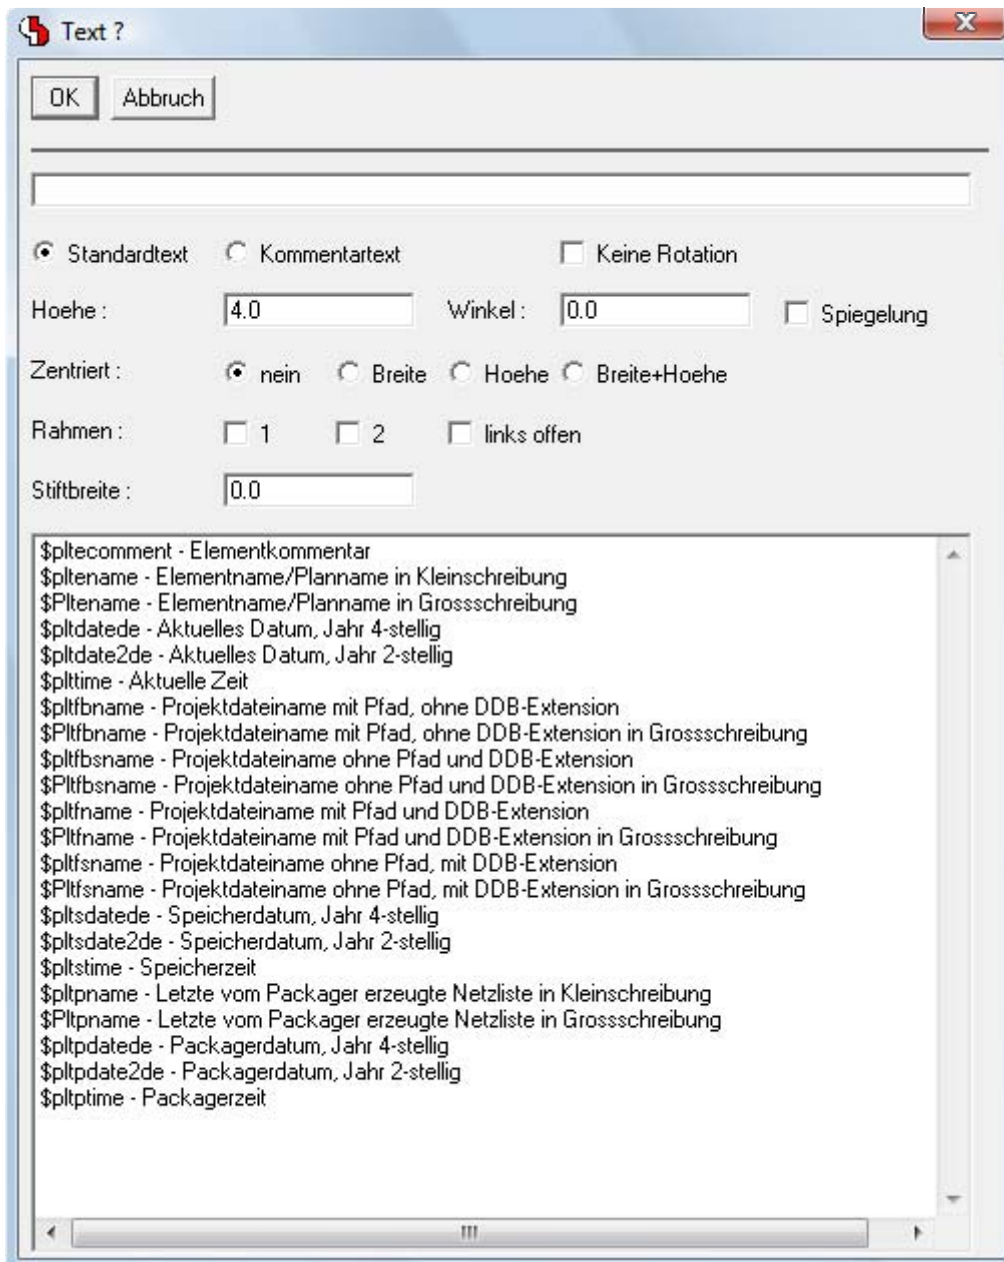 Text ?
X
OK Abbruch
Standardtext Kommentartext Keine Rotation
Hoehe : 4.0 Winkel : 0.0 Spiegelung
Zentriert : nein Breite Hoehe Breite+Hoehe
Rahmen : 1 2 links offen
Stiftbreite : 0.0
$pltecomment - Elementkommentar
$pltename - Elementname/Planname in Kleinschreibung
$Pltename - Elementname/Planname in Grossschreibung
$pltdatede - Aktuelles Datum, Jahr 4-stellig
$pltdate2de - Aktuelles Datum, Jahr 2-stellig
$plttime - Aktuelle Zeit
$pltfbname - Projektdateiname mit Pfad, ohne DDB-Extension
$Pltfbname - Projektdateiname mit Pfad, ohne DDB-Extension in Grossschreibung
$pltfbsname - Projektdateiname ohne Pfad und DDB-Extension
$Pltfbsname - Projektdateiname ohne Pfad und DDB-Extension in Grossschreibung
$pltfname - Projektdateiname mit Pfad und DDB-Extension
$Pltfname - Projektdateiname mit Pfad und DDB-Extension in Grossschreibung
$pltfsname - Projektdateiname ohne Pfad, mit DDB-Extension
$Pltfsname - Projektdateiname ohne Pfad, mit DDB-Extension in Grossschreibung
$pltsdatede - Speicherdatum, Jahr 4-stellig
$pltsdate2de - Speicherdatum, Jahr 2-stellig
$pltstime - Speicherzeit
$pltpname - Letzte vom Packager erzeugte Netzliste in Kleinschreibung
$Pltpname - Letzte vom Packager erzeugte Netzliste in Grossschreibung
$pltpdatede - Packagerdatum, Jahr 4-stellig
$pltpdate2de - Packagerdatum, Jahr 2-stellig
$pltptime - Packagerzeit